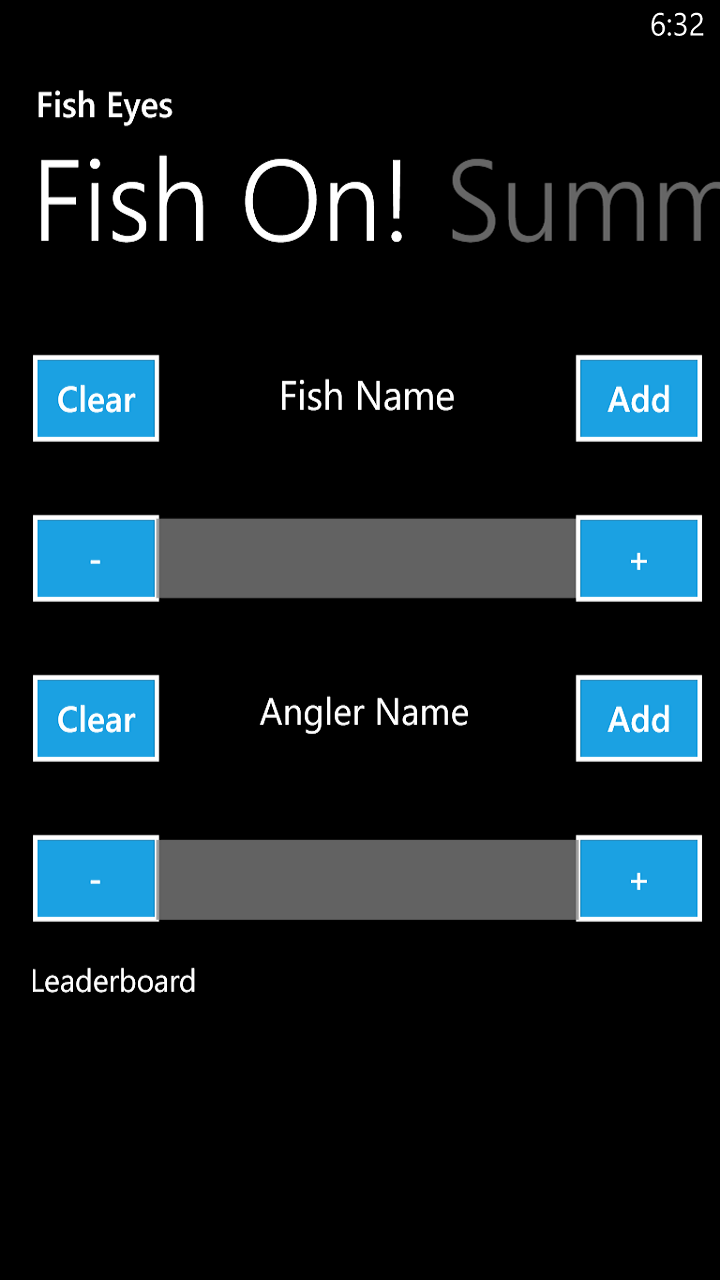 6:32
Fish Eyes
Fish On! Summ
Clear Fish Name Add
- +
Clear Angler Name Add
- +
Leaderboard